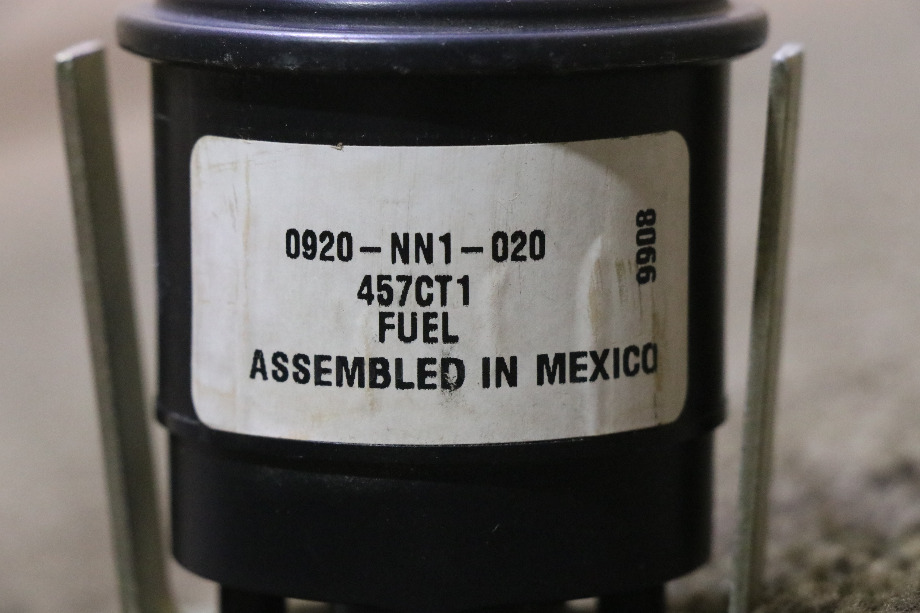 0920-NN1-020
457CT1
FUEL
ASSEMBLED IN MEXICO
9908